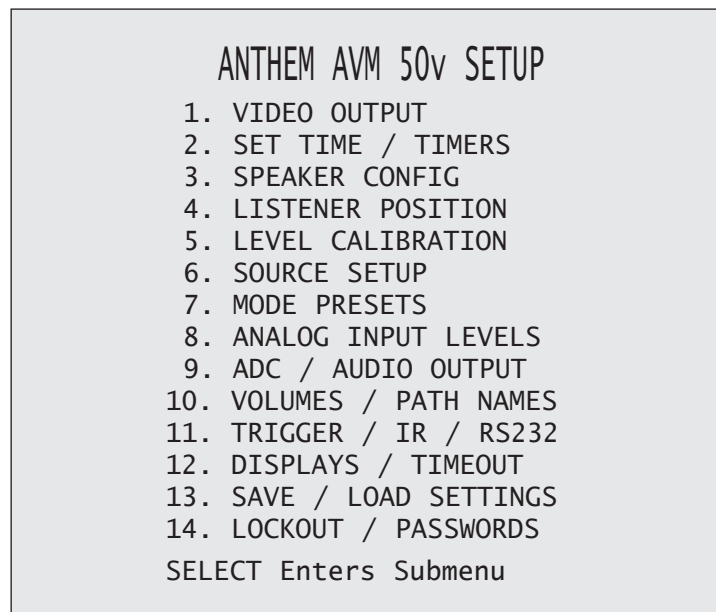 ANTHEM AVM 50v SETUP
1. VIDEO OUTPUT
2. SET TIME / TIMERS
3. SPEAKER CONFIG
4. LISTENER POSITION
5. LEVEL CALIBRATION
6. SOURCE SETUP
7. MODE PRESETS
8. ANALOG INPUT LEVELS
9. ADC / AUDIO OUTPUT
10. VOLUMES / PATH NAMES
11. TRIGGER / IR / RS232
12. DISPLAYS / TIMEOUT
13. SAVE / LOAD SETTINGS
14. LOCKOUT / PASSWORDS
SELECT Enters Submenu